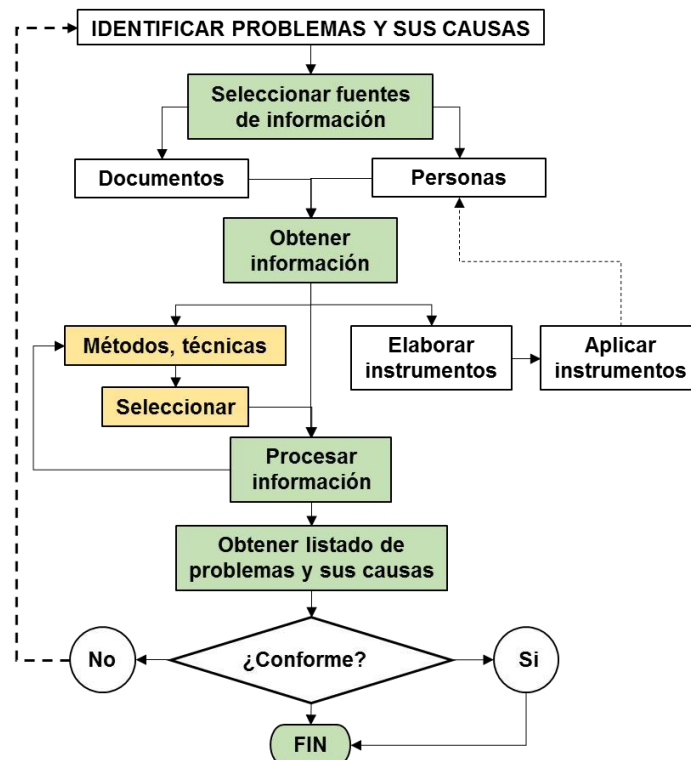 IDENTIFICAR PROBLEMAS Y SUS CAUSAS
Seleccionar fuentes
de información
Documentos
Personas
Obtener
información
Métodos, técnicas
Seleccionar
Elaborar
instrumentos
Aplicar
instrumentos
Procesar
información
Obtener listado de
problemas y sus causas
No
¿Conforme?
Si
FIN